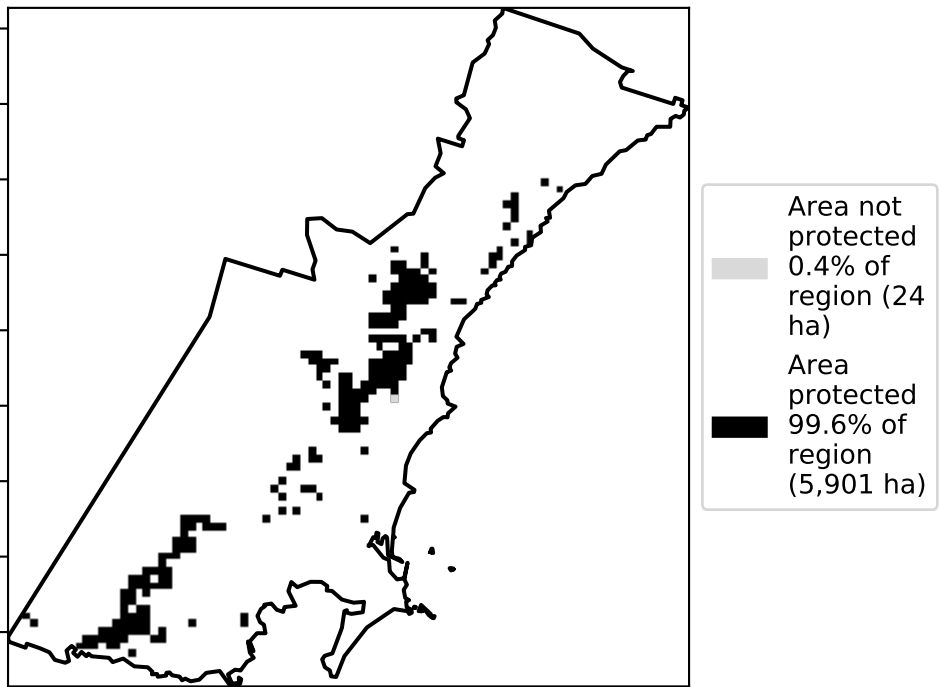 Area not
protected
0.4% of
region (24
ha)
Area
protected
99.6% of
region
(5,901 ha)